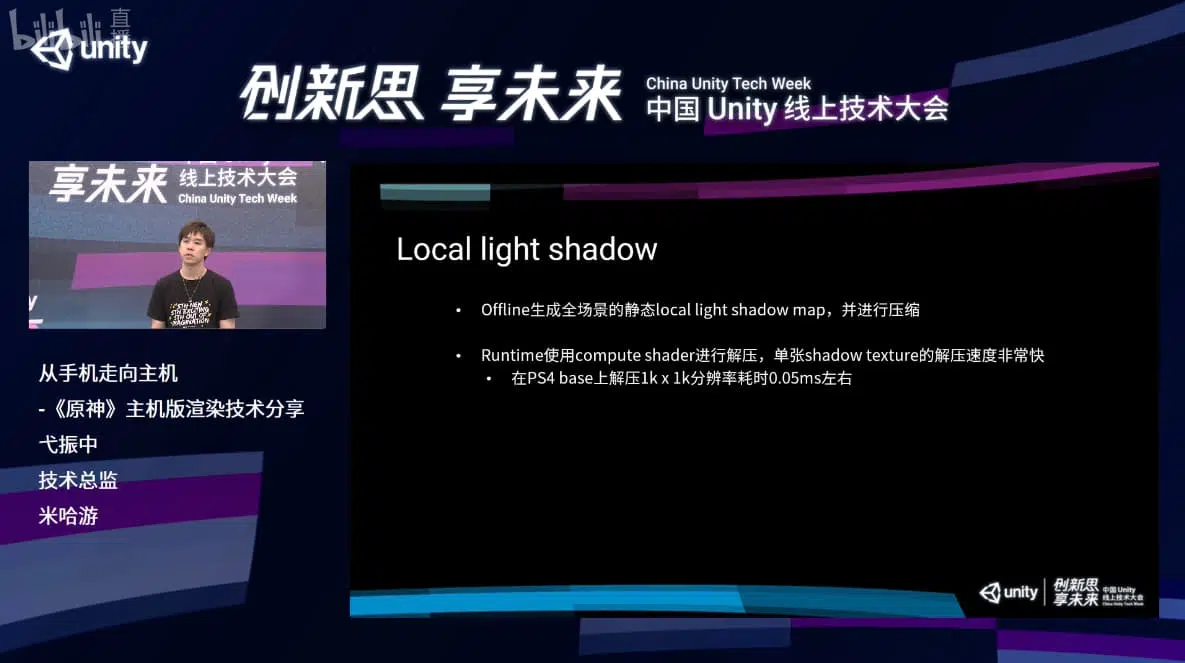 bilibili 直播
unity
创新思 享未来
China Unity Tech Week
中国 Unity 线上技术大会
享未来
线上技术大会
China Unity Tech Week
从手机走向主机
-《原神》主机版渲染技术分享
弋振中
技术总监
米哈游
Local light shadow
• Offline生成全场景的静态local light shadow map，并进行压缩
• Runtime使用compute shader进行解压，单张shadow texture的解压速度非常快
• 在PS4 base上解压1k x 1k分辨率耗时0.05ms左右
unity
创新思
享未来
中国 Unity
线上技术大会
China Unity Tech Week